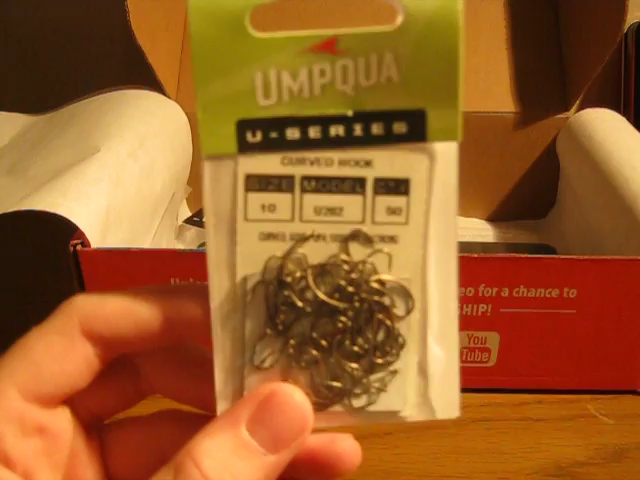 UMPQUA
U-SERIES
CURVED HOOK
SIZE MODEL QTY
10 U202 50
eo for a chance to
SHIP!
You
Tube